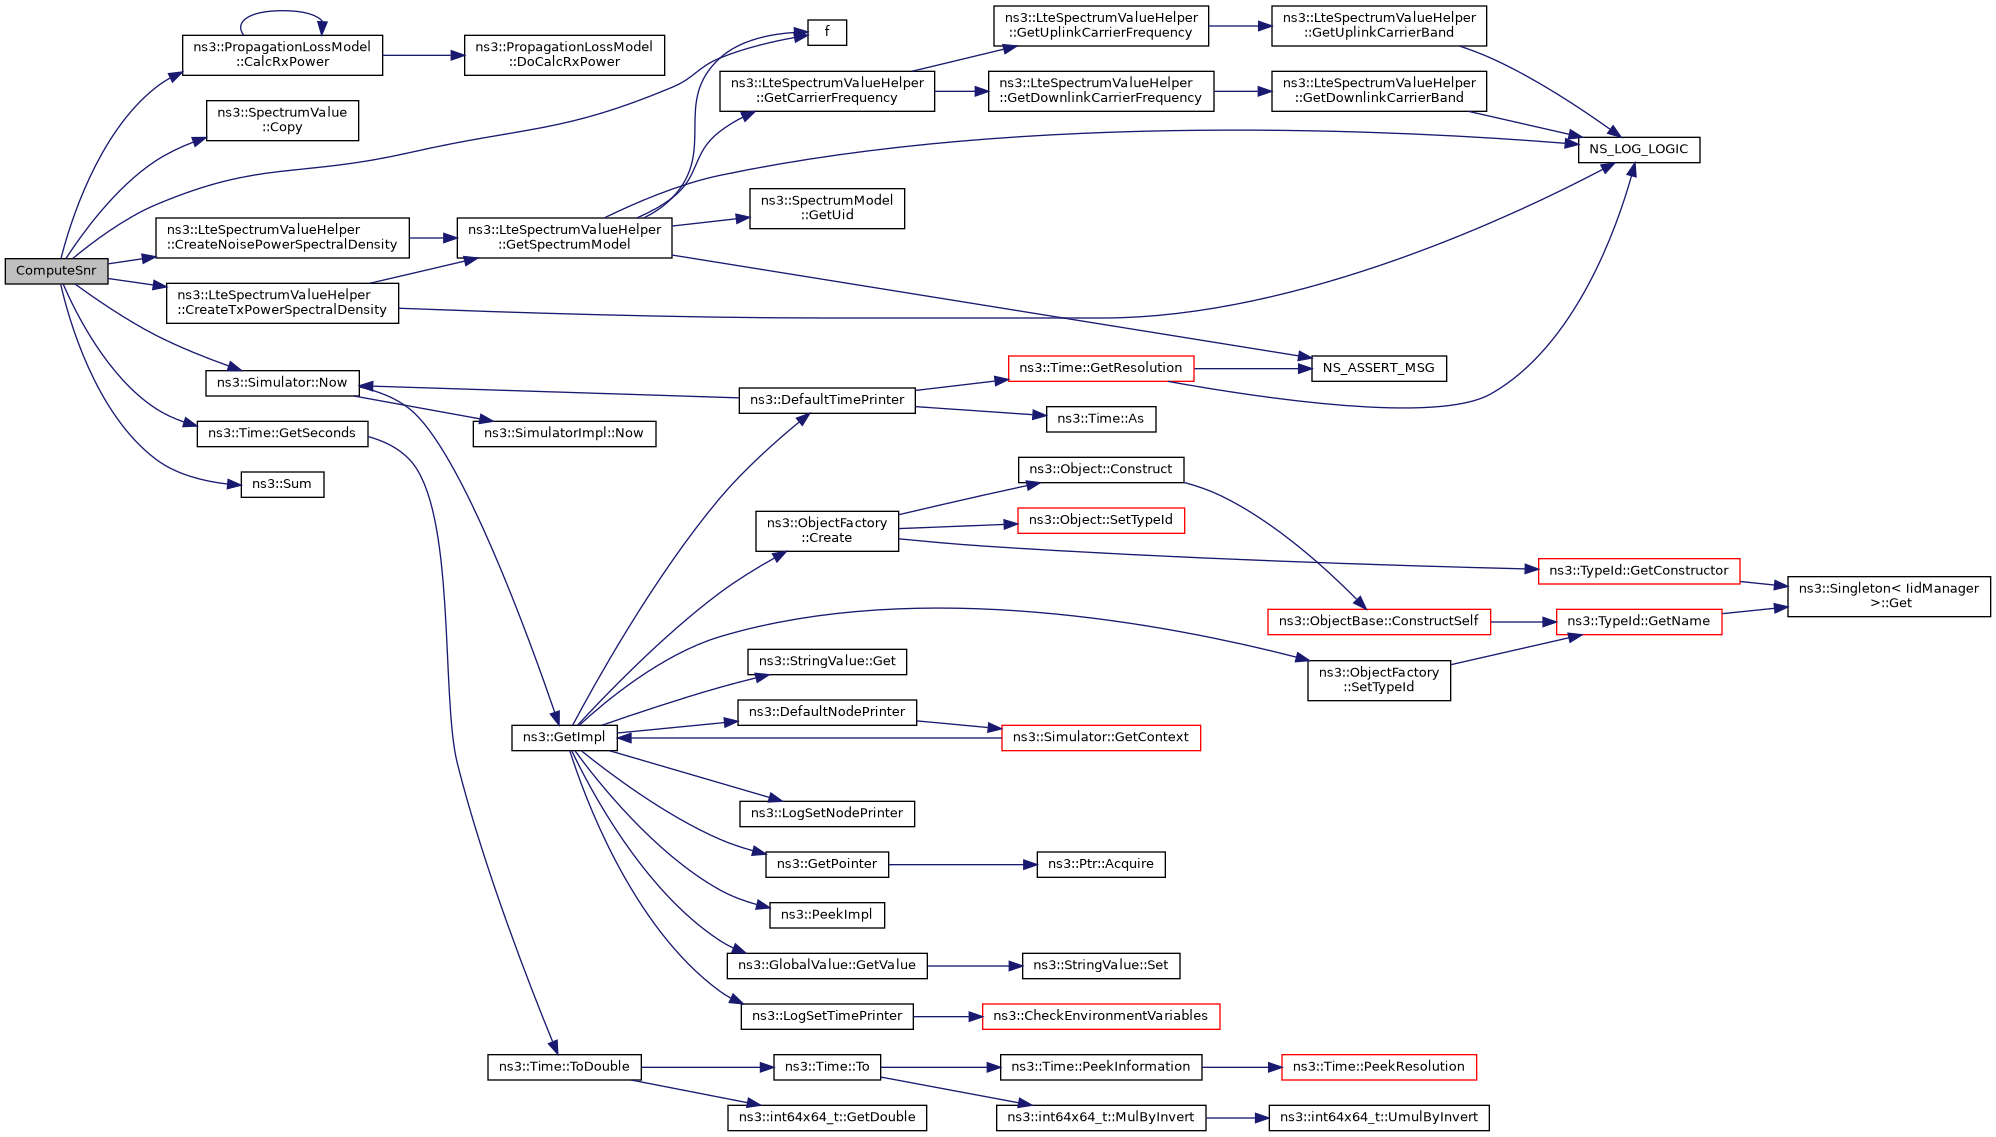 ComputeSnr
ns3::PropagationLossModel
::CalcRxPower
ns3::PropagationLossModel
::DoCalcRxPower
ns3::SpectrumValue
::Copy
f
ns3::LteSpectrumValueHelper
::GetCarrierFrequency
ns3::LteSpectrumValueHelper
::GetUplinkCarrierFrequency
ns3::LteSpectrumValueHelper
::GetUplinkCarrierBand
ns3::LteSpectrumValueHelper
::GetDownlinkCarrierFrequency
ns3::LteSpectrumValueHelper
::GetDownlinkCarrierBand
NS_LOG_LOGIC
ns3::LteSpectrumValueHelper
::CreateNoisePowerSpectralDensity
ns3::LteSpectrumValueHelper
::GetSpectrumModel
ns3::SpectrumModel
::GetUid
ns3::LteSpectrumValueHelper
::CreateTxPowerSpectralDensity
ns3::Simulator::Now
ns3::SimulatorImpl::Now
ns3::Time::GetSeconds
ns3::Sum
ns3::DefaultTimePrinter
ns3::Time::GetResolution
NS_ASSERT_MSG
ns3::Time::As
ns3::Object::Construct
ns3::ObjectFactory
::Create
ns3::Object::SetTypeId
ns3::TypeId::GetConstructor
ns3::Singleton< IidManager
>::Get
ns3::ObjectBase::ConstructSelf
ns3::TypeId::GetName
ns3::ObjectFactory
::SetTypeId
ns3::StringValue::Get
ns3::DefaultNodePrinter
ns3::Simulator::GetContext
ns3::GetImpl
ns3::LogSetNodePrinter
ns3::GetPointer
ns3::Ptr::Acquire
ns3::PeekImpl
ns3::GlobalValue::GetValue
ns3::StringValue::Set
ns3::LogSetTimePrinter
ns3::CheckEnvironmentVariables
ns3::Time::ToDouble
ns3::Time::To
ns3::Time::PeekInformation
ns3::Time::PeekResolution
ns3::int64x64_t::GetDouble
ns3::int64x64_t::MulByInvert
ns3::int64x64_t::UmulByInvert